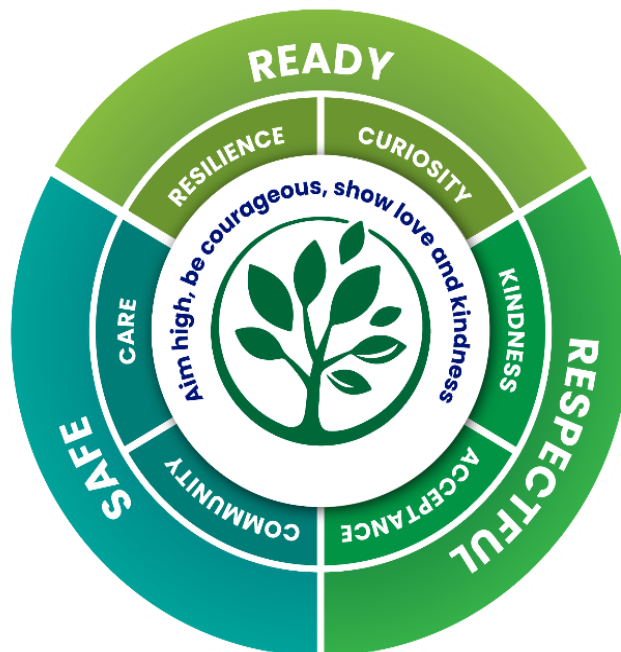 READY
RESILIENCE
CURIOSITY
Aim high, be courageous, show love and kindness
CARE
KINDNESS
SAFE
RESPECTFUL
COMMUNITY
ACCEPTANCE